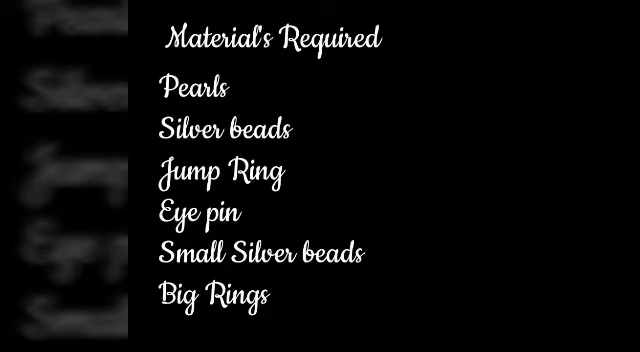 Material's Required
Pearls
Silver beads
Jump Ring
Eye pin
Small Silver beads
Big Rings